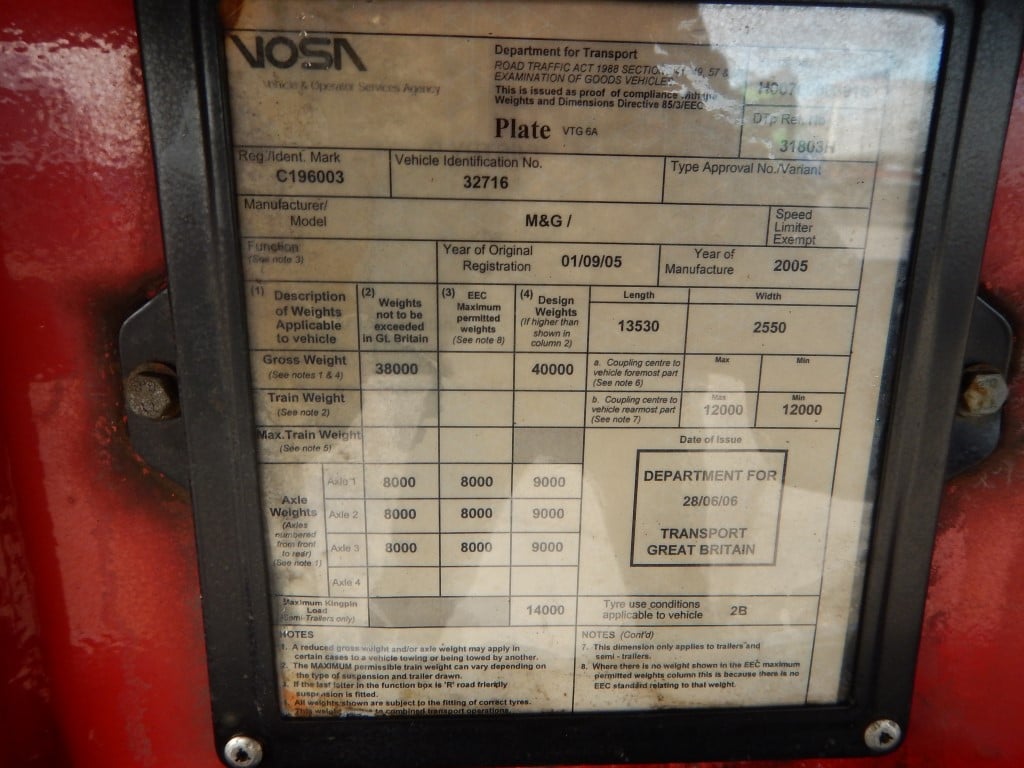 VOSA
Vehicle & Operator Services Agency
Department for Transport
ROAD TRAFFIC ACT 1988 SECTION 41, 49, 57 &
EXAMINATION OF GOODS VEHICLES
This is issued as proof of compliance with the
Weights and Dimensions Directive 85/3/EEC
Plate VTG 6A
DTp Ref. No
31803H
Reg./Ident. Mark
C196003
Vehicle Identification No.
32716
Type Approval No./Variant
Manufacturer/
Model
M&G /
Speed
Limiter
Exempt
Function
(See note 3)
Year of Original
Registration 01/09/05
Year of
Manufacture 2005
(1) Description
of Weights
Applicable
to vehicle
(2) Weights
not to be
exceeded
in Gt. Britain
(3) EEC
Maximum
permitted
weights
(See note 8)
(4) Design
Weights
(If higher than
shown in
column 2)
Length
13530
Width
2550
Gross Weight
(See notes 1 & 4)
38000
40000
a. Coupling centre to
vehicle foremost part
(See note 6)
Max
Min
Train Weight
(See note 2)
b. Coupling centre to
vehicle rearmost part
(See note 7)
Max
12000
Min
12000
Max.Train Weight
(See note 5)
Date of Issue
DEPARTMENT FOR
28/06/06
TRANSPORT
GREAT BRITAIN
Axle
Weights
(Axles
numbered
from front
to rear)
(See note 1)
Axle 1 8000 8000 9000
Axle 2 8000 8000 9000
Axle 3 8000 8000 9000
Axle 4
Maximum Kingpin
Load
(Semi-Trailers only)
14000
Tyre use conditions
applicable to vehicle 2B
NOTES
1. A reduced gross weight and/or axle weight may apply in
certain cases to a vehicle towing or being towed by another.
2. The MAXIMUM permissible train weight can vary depending on
the type of suspension and trailer drawn.
3. If the last letter in the function box is 'R' road friendly
suspension is fitted.
All weights shown are subject to the fitting of correct tyres.
This weight to combined transport operations.
NOTES (Cont'd)
7. This dimension only applies to trailers and
semi - trailers.
8. Where there is no weight shown in the EEC maximum
permitted weights column this is because there is no
EEC standard relating to that weight.